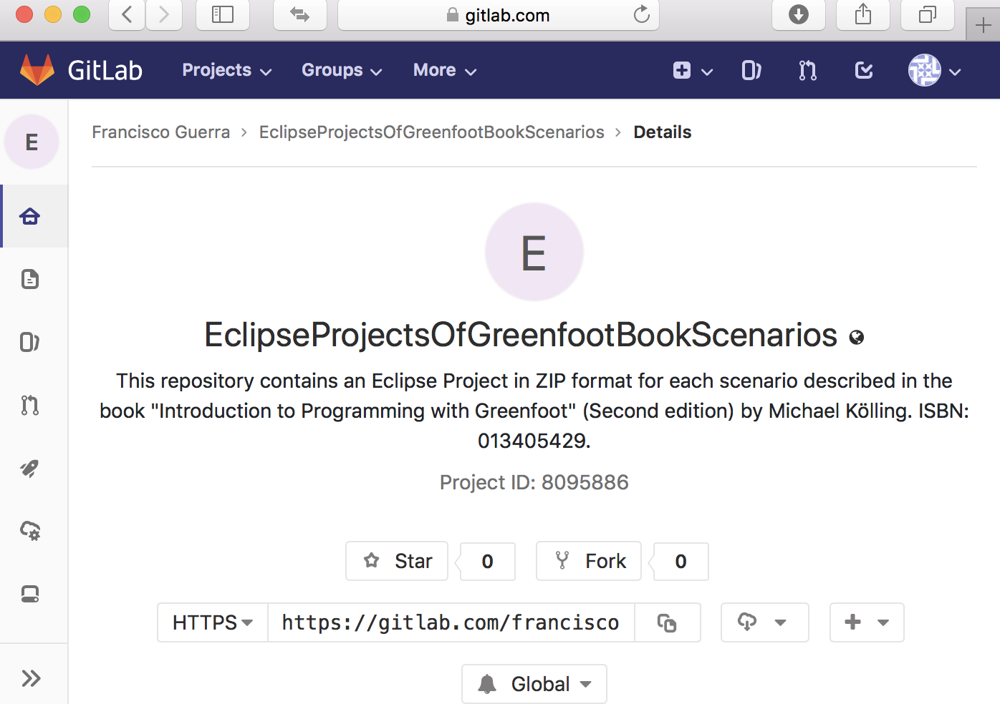 gitlab.com
GitLab Projects Groups More
E
Francisco Guerra > EclipseProjectsOfGreenfootBookScenarios > Details
E
EclipseProjectsOfGreenfootBookScenarios
This repository contains an Eclipse Project in ZIP format for each scenario described in the
book "Introduction to Programming with Greenfoot" (Second edition) by Michael Kölling. ISBN:
013405429.
Project ID: 8095886
Star 0 Fork 0
HTTPS https://gitlab.com/francisco
Global